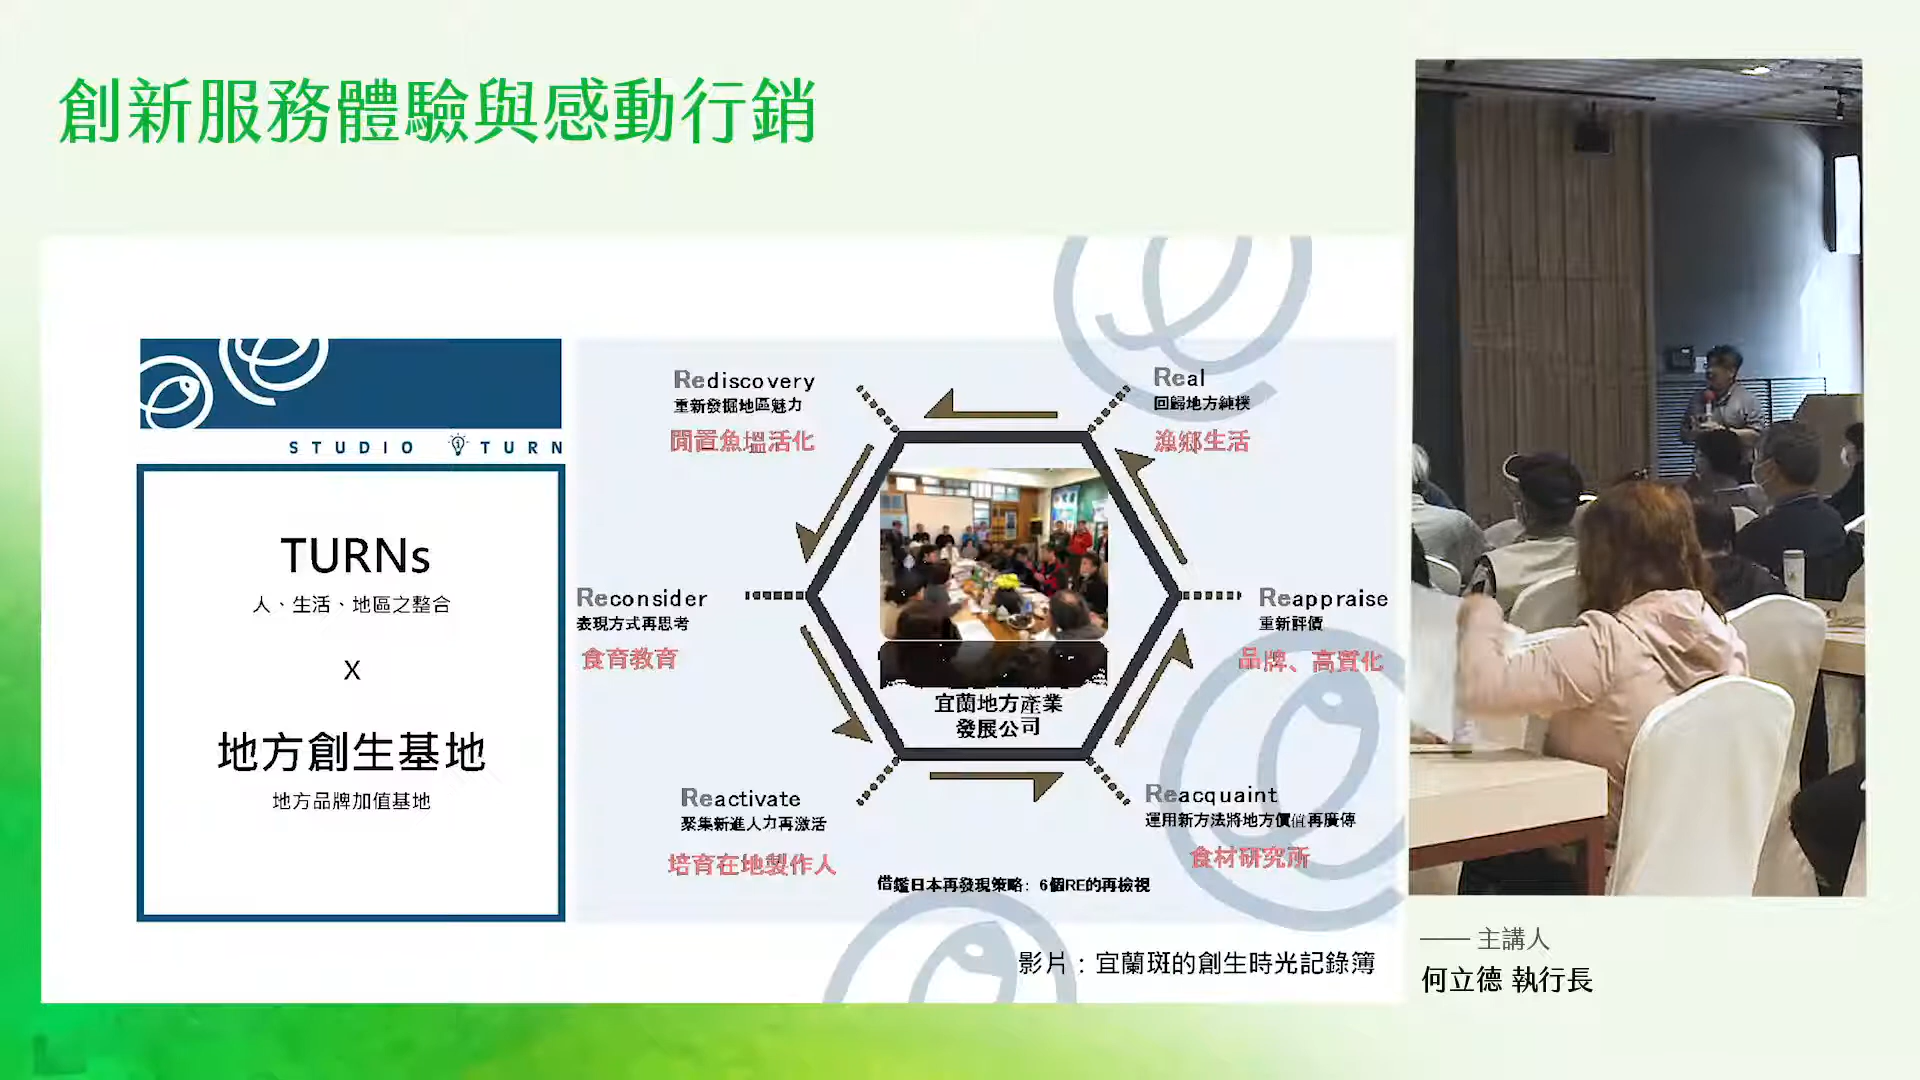 創新服務體驗與感動行銷
STUDIO TURN
TURNs
人、生活、地區之整合
X
地方創生基地
地方品牌加值基地
Rediscovery
重新發掘地區魅力
閒置魚塭活化
Real
回歸地方純樸
漁鄉生活
Reconsider
表現方式再思考
食育教育
Reappraise
重新評價
品牌、高質化
宜蘭地方產業
發展公司
Reactivate
聚集新進人力再激活
培育在地製作人
Reacquaint
運用新方法將地方價值再廣傳
食材研究所
借鑑日本再發現策略：6個RE的再檢視
影片：宜蘭斑的創生時光記錄簿
主講人
何立德 執行長